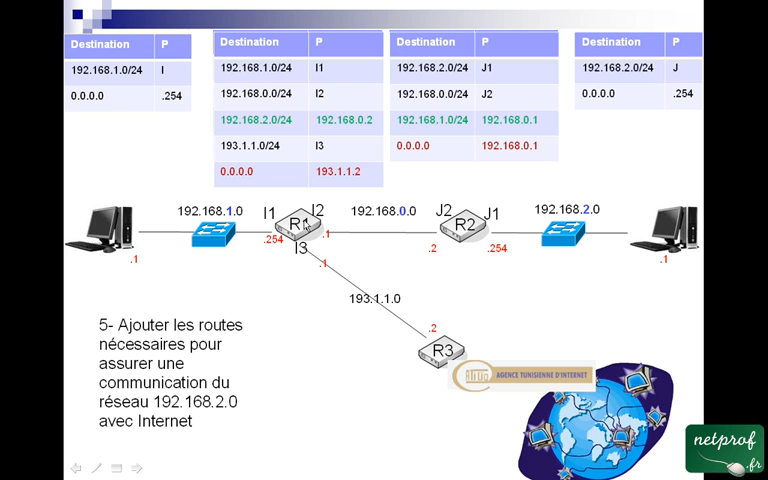 Destination P
192.168.1.0/24 I
0.0.0.0 .254
Destination P
192.168.1.0/24 I1
192.168.0.0/24 I2
192.168.2.0/24 192.168.0.2
193.1.1.0/24 I3
0.0.0.0 193.1.1.2
Destination P
192.168.2.0/24 J1
192.168.0.0/24 J2
192.168.1.0/24 192.168.0.1
0.0.0.0 192.168.0.1
Destination P
192.168.2.0/24 J
0.0.0.0 .254
192.168.1.0 I1 I2 192.168.0.0 J2 J1 192.168.2.0
R1 R2
.1 .254 .1 .2 .254 .1
I3
.1
193.1.1.0
.2
R3
AGENCE TUNISIENNE D'INTERNET
5- Ajouter les routes
nécessaires pour
assurer une
communication du
réseau 192.168.2.0
avec Internet
netprof
.fr